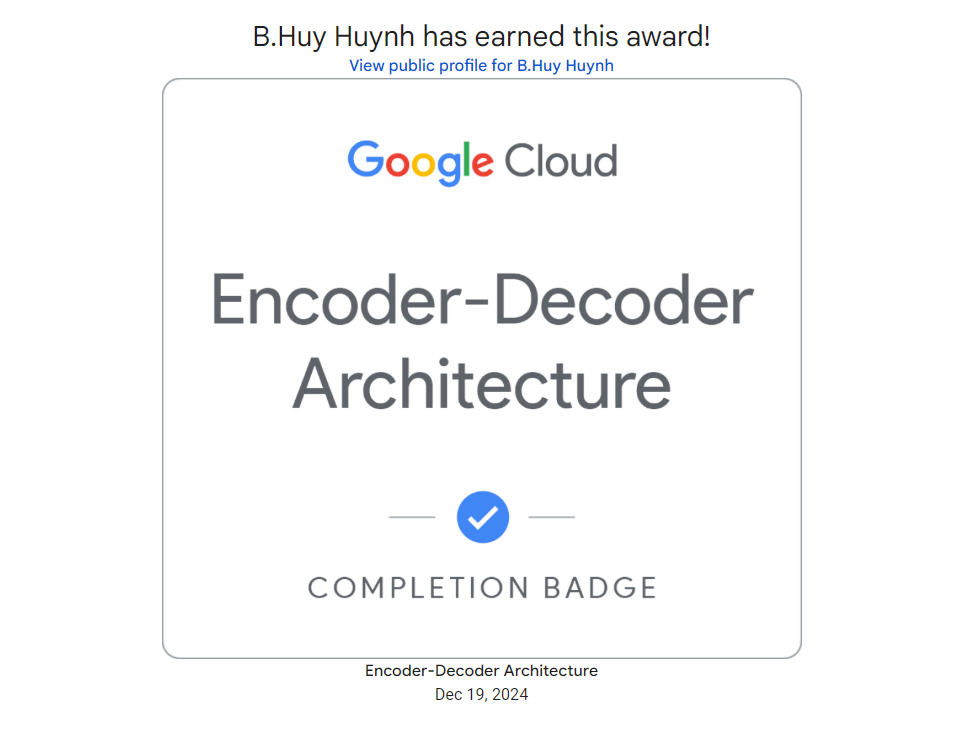 B.Huy Huynh has earned this award!
View public profile for B.Huy Huynh
Google Cloud
Encoder-Decoder
Architecture
COMPLETION BADGE
Encoder-Decoder Architecture
Dec 19, 2024